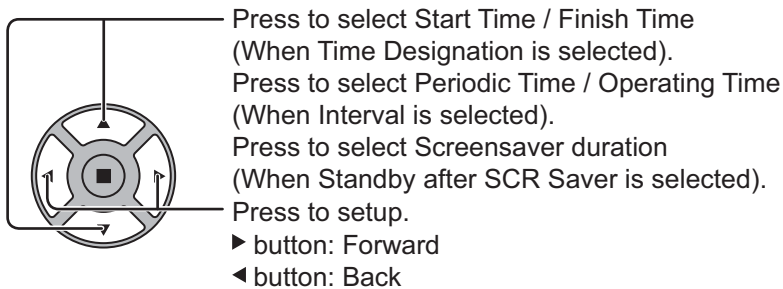 Press to select Start Time / Finish Time
(When Time Designation is selected).
Press to select Periodic Time / Operating Time
(When Interval is selected).
Press to select Screensaver duration
(When Standby after SCR Saver is selected).
Press to setup.
▶ button: Forward
◀ button: Back